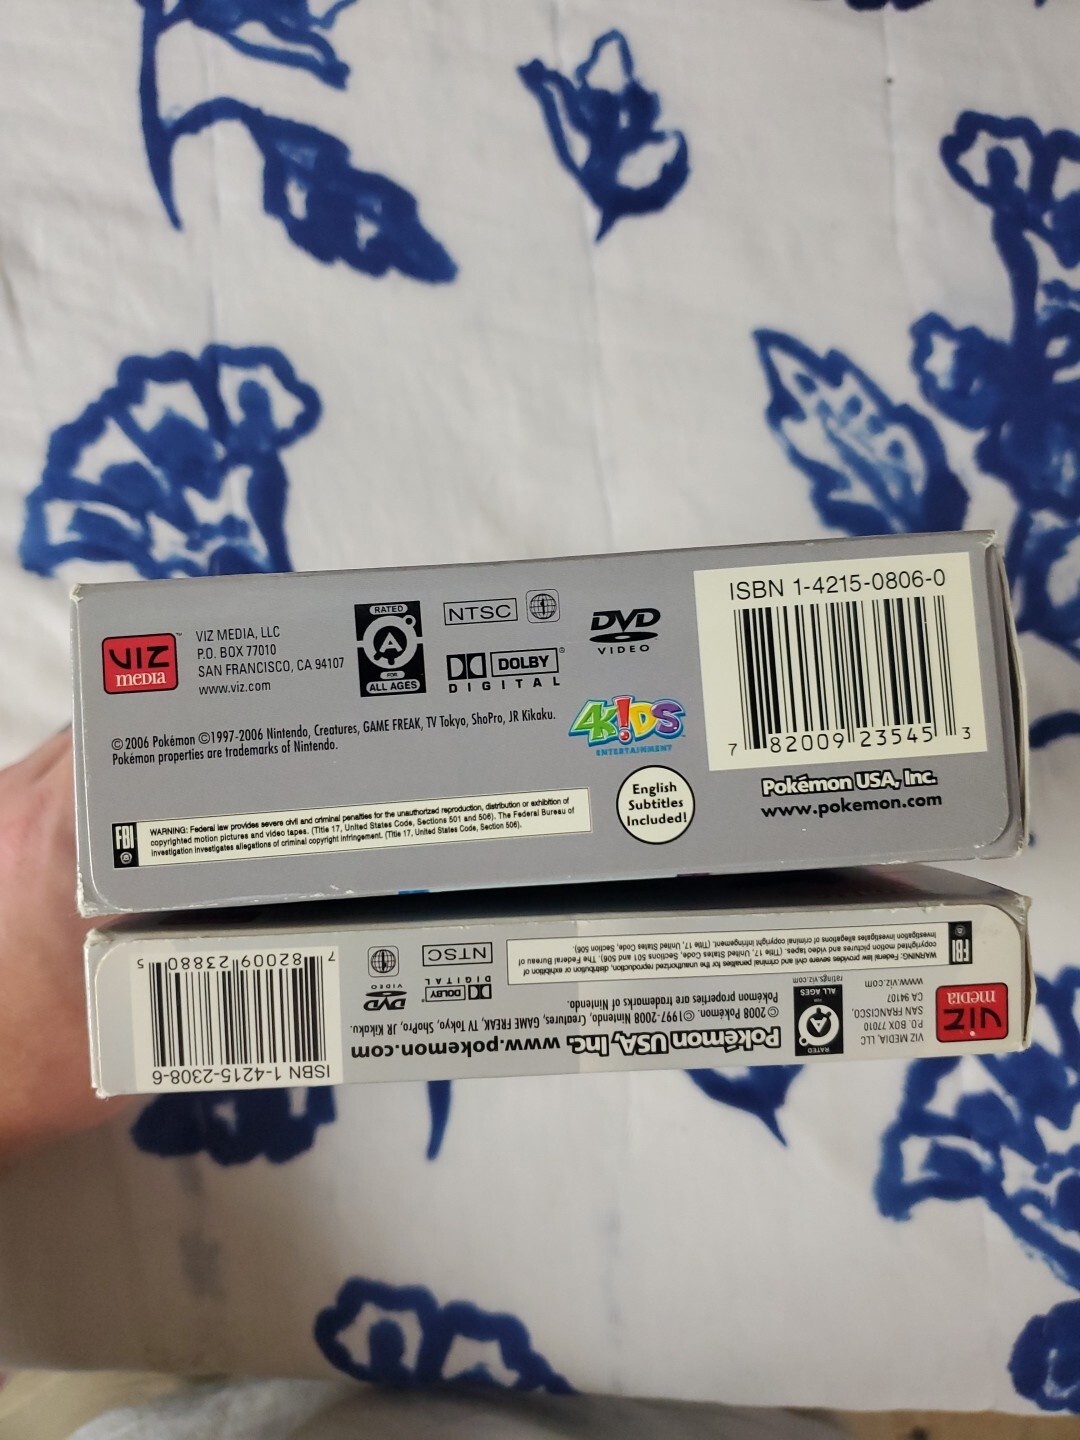 VIZ media
VIZ MEDIA, LLC
P.O. BOX 77010
SAN FRANCISCO, CA 94107
www.viz.com
RATED
A
FOR
ALL AGES
NTSC
DOLBY
DIGITAL
DVD
VIDEO
ISBN 1-4215-0806-0
7 82009 23545 3
©2006 Pokémon ©1997-2006 Nintendo, Creatures, GAME FREAK, TV Tokyo, ShoPro, JR Kikaku.
Pokémon properties are trademarks of Nintendo.
4K!DS
ENTERTAINMENT
English
Subtitles
Included!
Pokémon USA, Inc.
www.pokemon.com
FBI
WARNING: Federal law provides severe civil and criminal penalties for the unauthorized reproduction, distribution or exhibition of
copyrighted motion pictures and video tapes. (Title 17, United States Code, Sections 501 and 506). The Federal Bureau of
Investigation investigates allegations of criminal copyright infringement. (Title 17, United States Code, Section 506).
VIZ media
VIZ MEDIA, LLC
P.O. BOX 77010
SAN FRANCISCO,
CA 94107
www.viz.com
RATED
A
FOR
ALL AGES
ratings.viz.com
Pokémon USA, Inc. www.pokemon.com
©2008 Pokémon. ©1997-2008 Nintendo, Creatures, GAME FREAK, TV Tokyo, ShoPro, JR Kikaku.
Pokémon properties are trademarks of Nintendo.
FBI
WARNING: Federal law provides severe civil and criminal penalties for the unauthorized reproduction, distribution or exhibition of
copyrighted motion pictures and video tapes. (Title 17, United States Code, Sections 501 and 506). The Federal Bureau of
Investigation investigates allegations of criminal copyright infringement. (Title 17, United States Code, Section 506).
DVD
VIDEO
DOLBY
DIGITAL
NTSC
ISBN 1-4215-2308-6
7 82009 23880 5